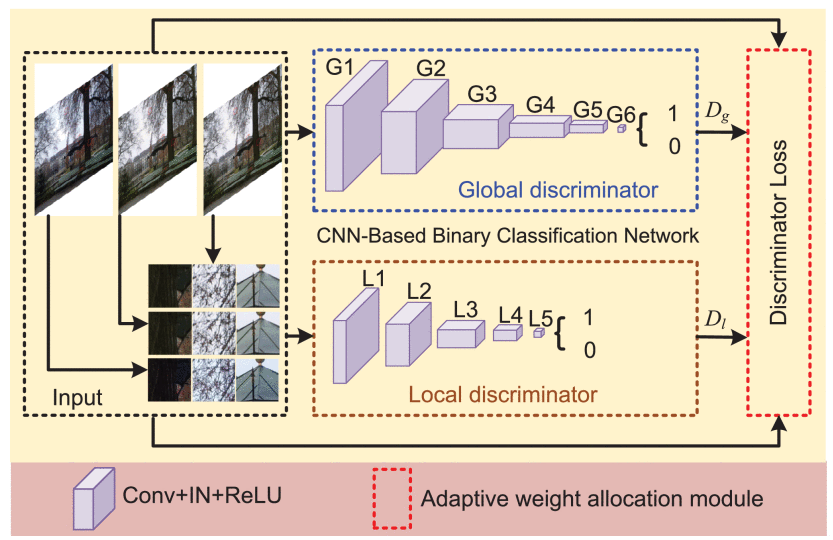 G1 G2 G3 G4 G5 G6 1
0
Global discriminator
D_g
CNN-Based Binary Classification Network
L1 L2 L3 L4 L5 1
0
Local discriminator
D_l
Input
Discriminator Loss
Conv+IN+ReLU
Adaptive weight allocation module